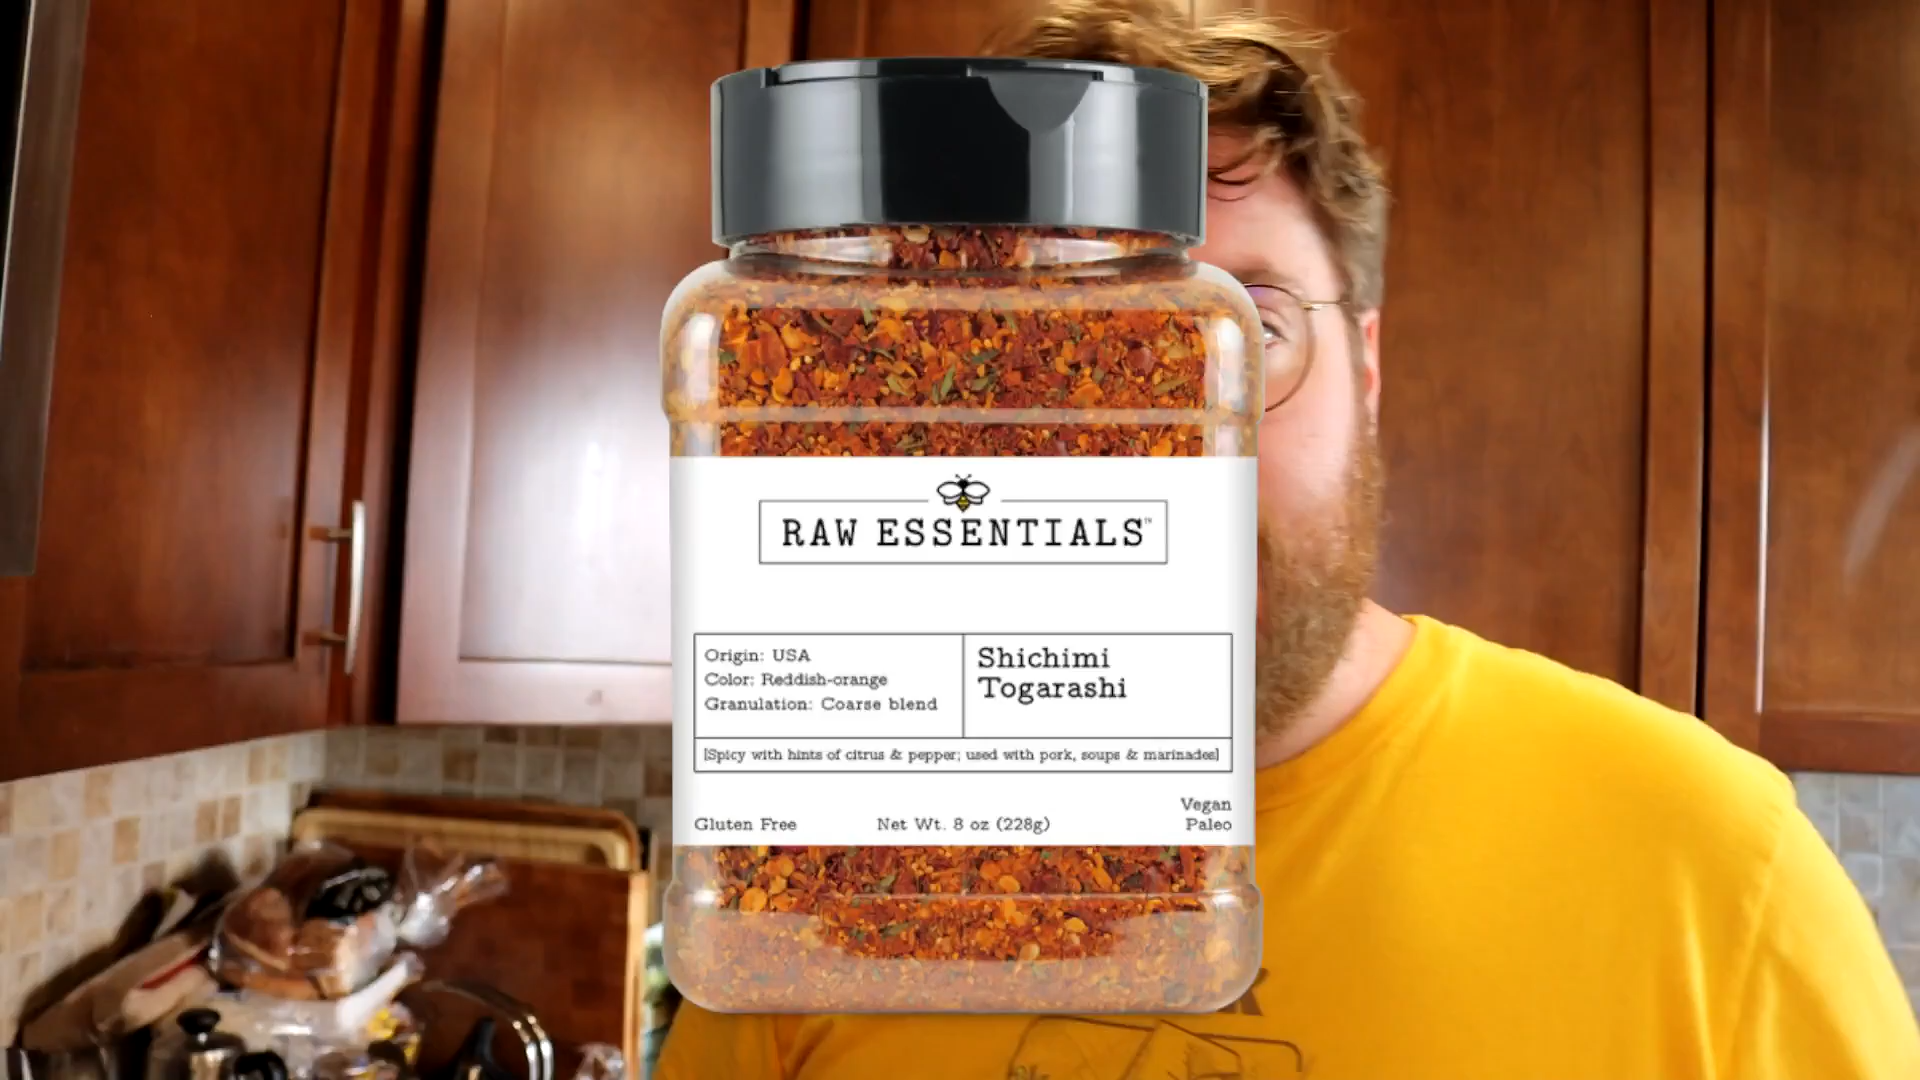 RAW ESSENTIALS™
Origin: USA
Color: Reddish-orange
Granulation: Coarse blend
Shichimi
Togarashi
[Spicy with hints of citrus & pepper; used with pork, soups & marinades]
Gluten Free
Net Wt. 8 oz (228g)
Vegan
Paleo